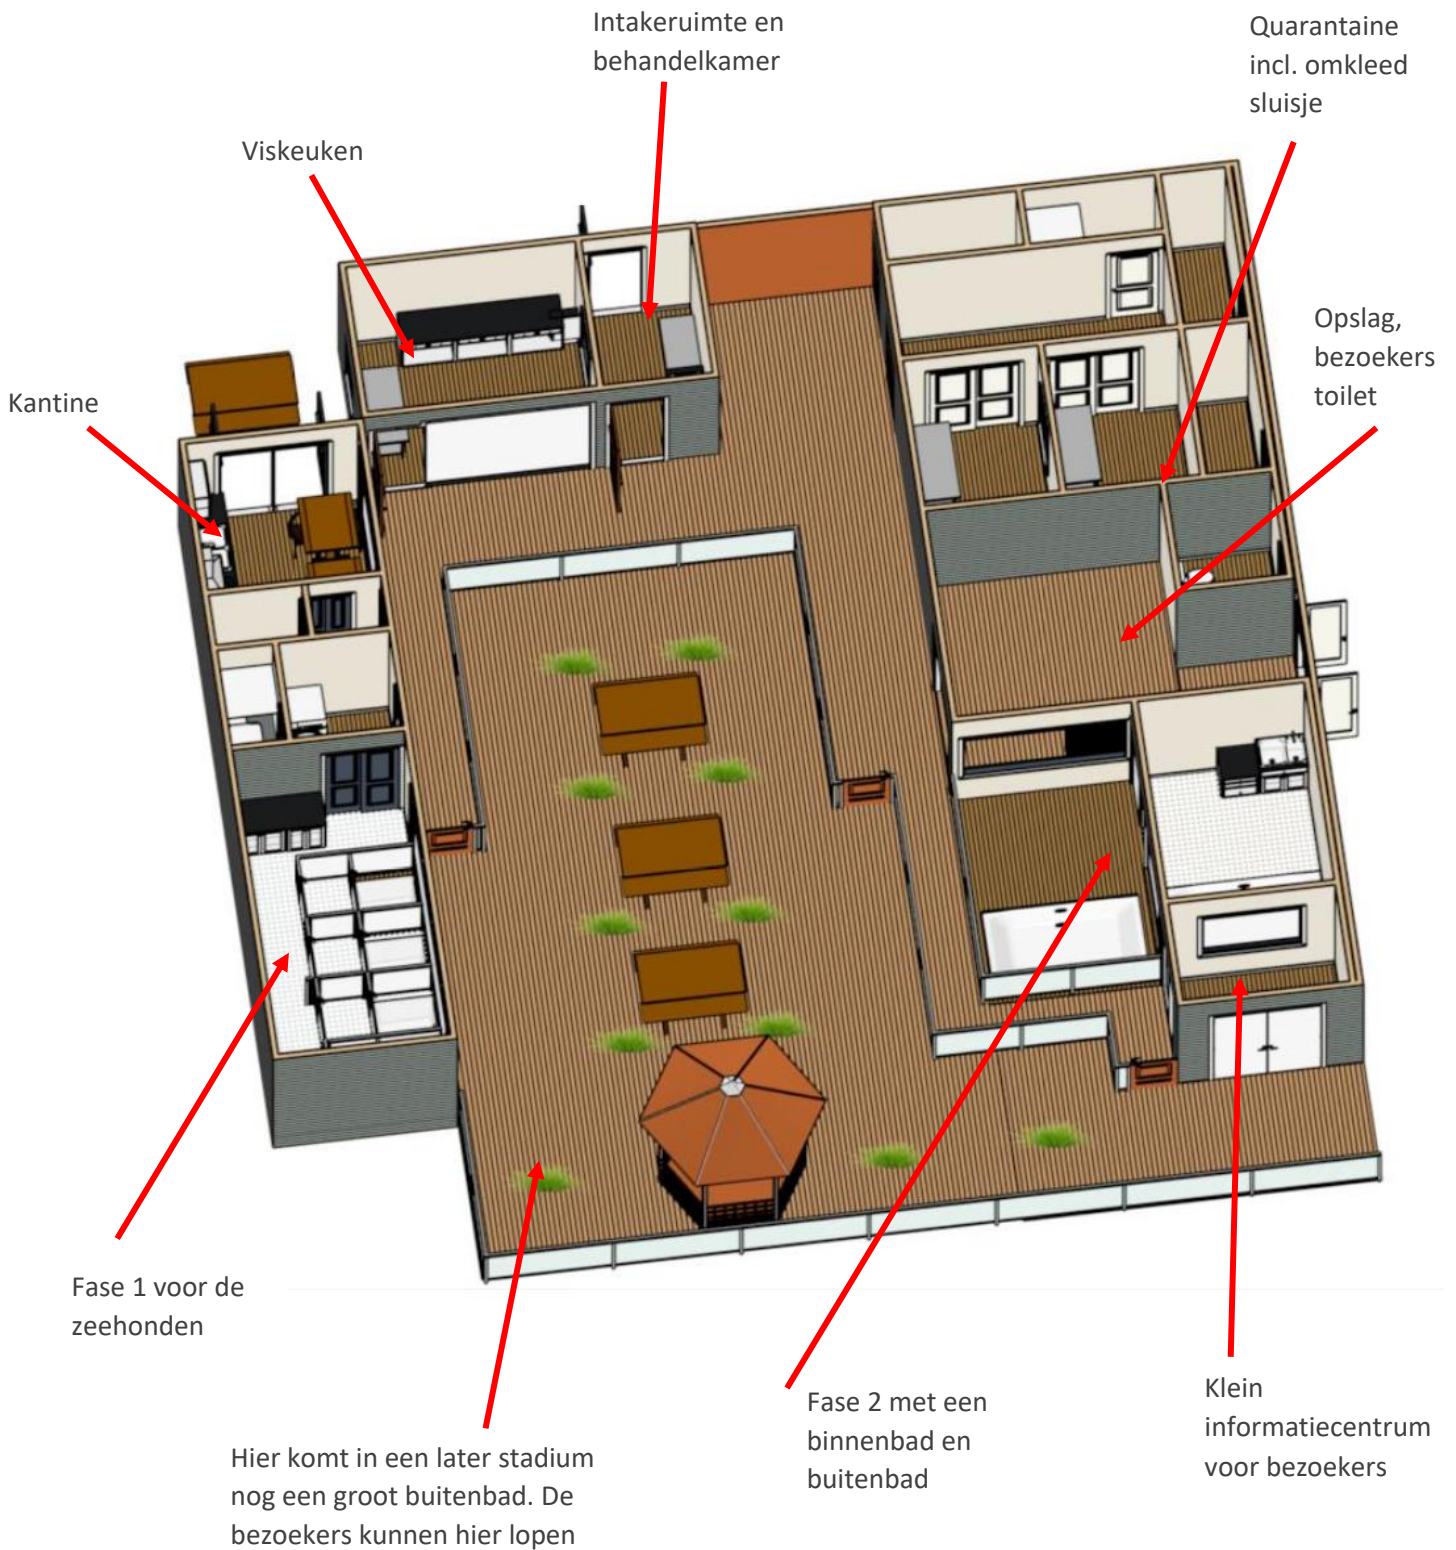 Intakeruimte en
behandelkamer
Quarantaine
incl. omkleed
sluisje
Viskeuken
Opslag,
bezoekers
toilet
Kantine
Fase 1 voor de
zeehonden
Hier komt in een later stadium
nog een groot buitenbad. De
bezoekers kunnen hier lopen
Fase 2 met een
binnenbad en
buitenbad
Klein
informatiecentrum
voor bezoekers